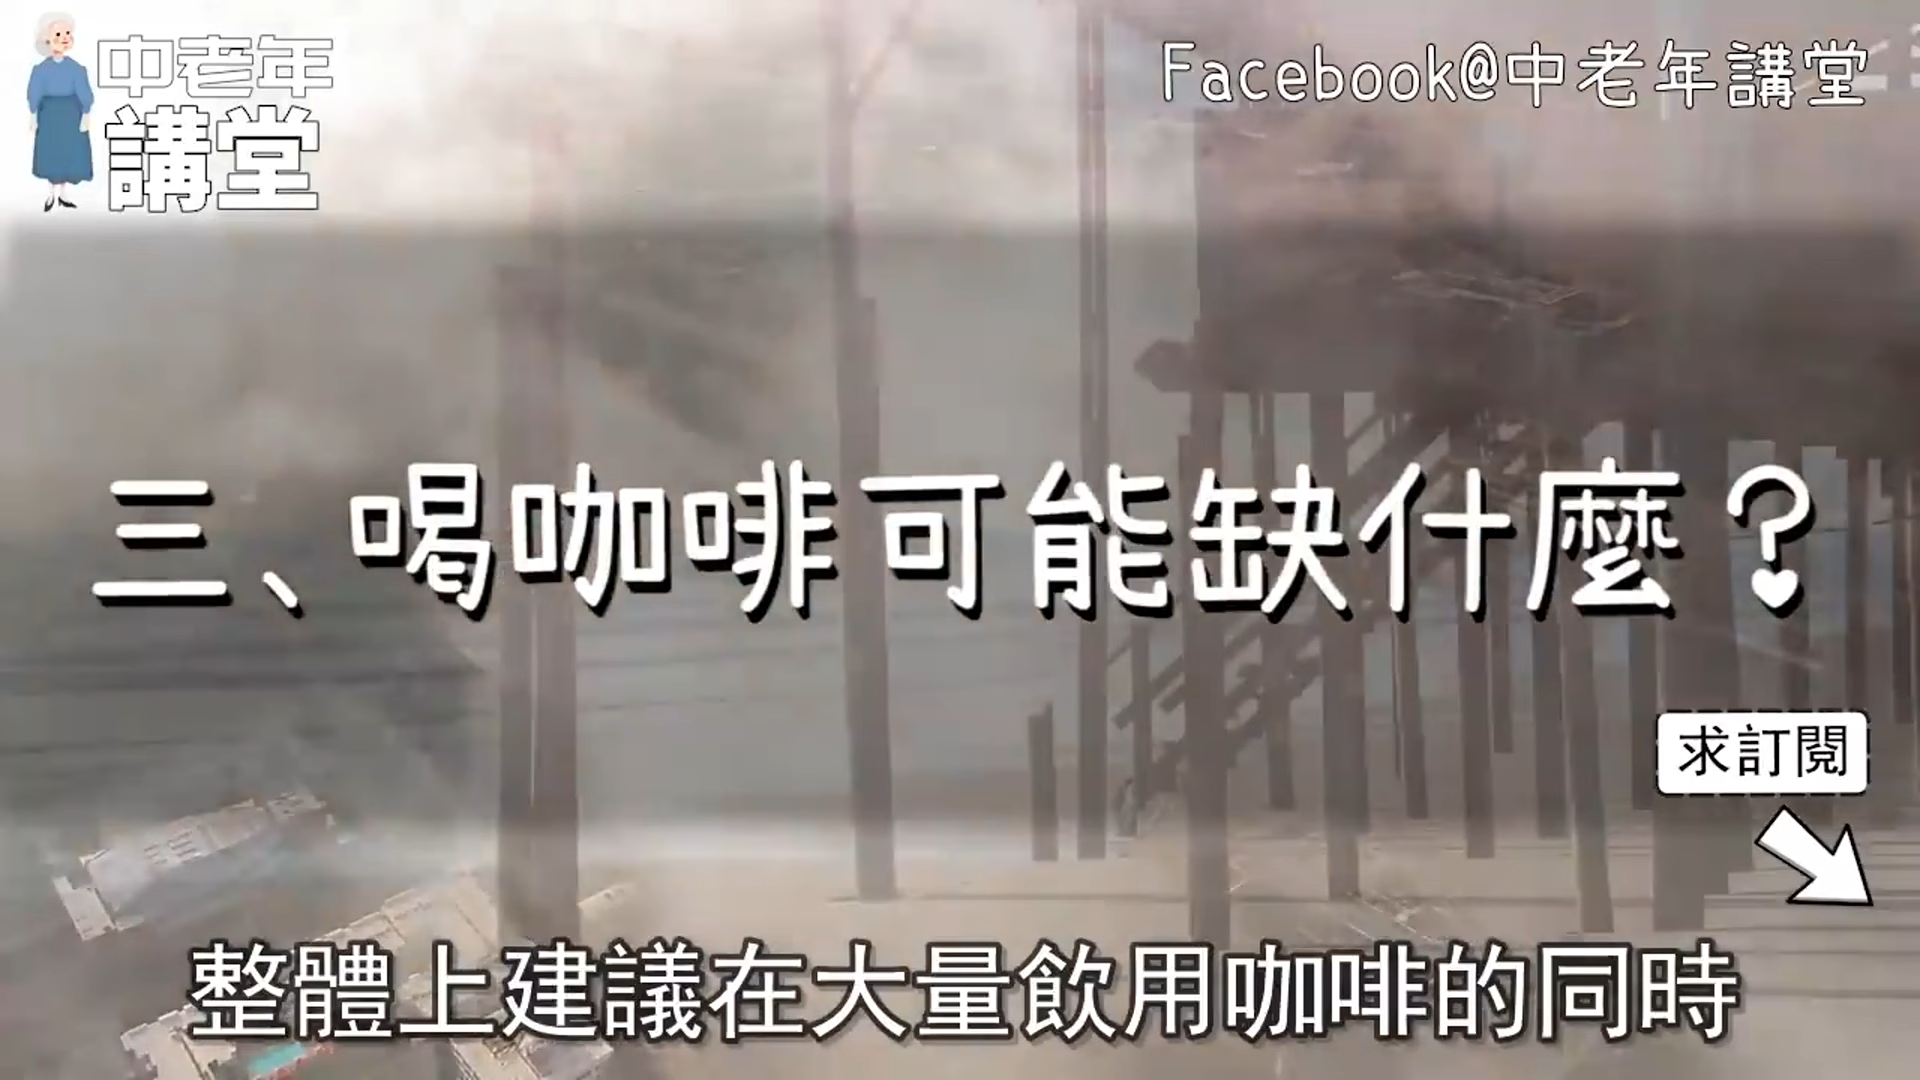 中老年
講堂
Facebook@中老年講堂
三、喝咖啡可能缺什麼？
求訂閱
整體上建議在大量飲用咖啡的同時